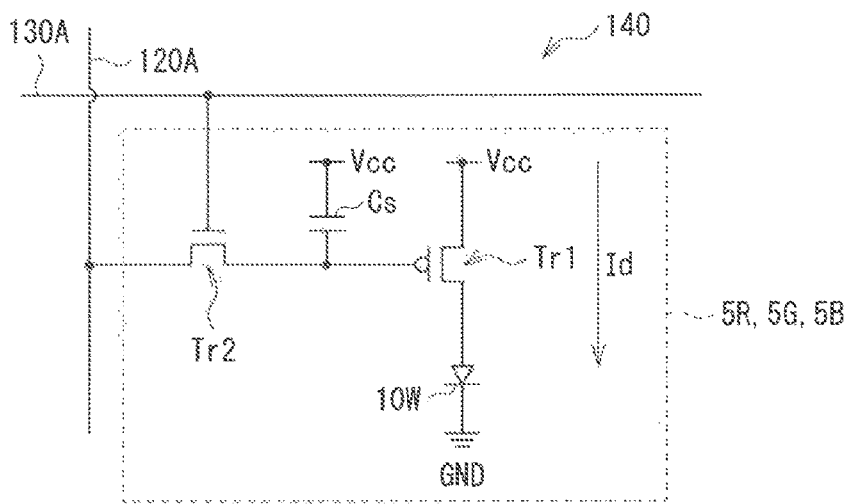 130A
120A
140
Vcc
Vcc
Cs
Tr1
Id
Tr2
5R, 5G, 5B
10W
GND